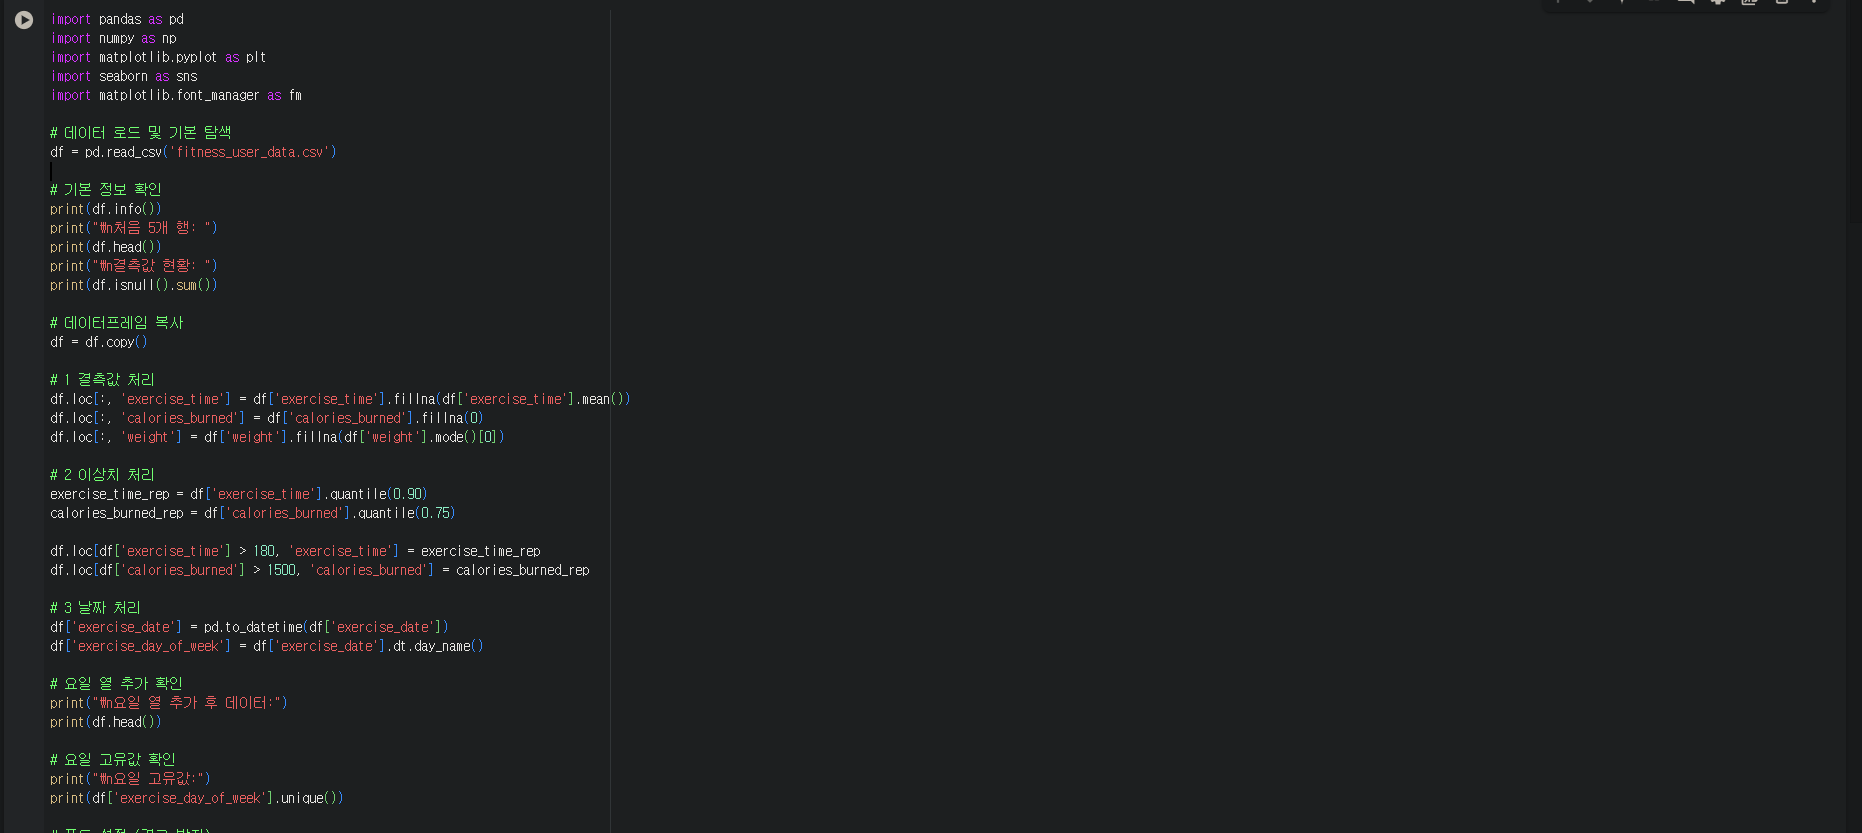 import pandas as pd
import numpy as np
import matplotlib.pyplot as plt
import seaborn as sns
import matplotlib.font_manager as fm
# 데이터 로드 및 기본 탐색
df = pd.read_csv('fitness_user_data.csv')
# 기본 정보 확인
print(df.info())
print("₩n처음 5개 행: ")
print(df.head())
print("₩n결측값 현황: ")
print(df.isnull().sum())
# 데이터프레임 복사
df = df.copy()
# 1 결측값 처리
df.loc[:, 'exercise_time'] = df['exercise_time'].fillna(df['exercise_time'].mean())
df.loc[:, 'calories_burned'] = df['calories_burned'].fillna(0)
df.loc[:, 'weight'] = df['weight'].fillna(df['weight'].mode()[0])
# 2 이상치 처리
exercise_time_rep = df['exercise_time'].quantile(0.90)
calories_burned_rep = df['calories_burned'].quantile(0.75)
df.loc[df['exercise_time'] > 180, 'exercise_time'] = exercise_time_rep
df.loc[df['calories_burned'] > 1500, 'calories_burned'] = calories_burned_rep
# 3 날짜 처리
df['exercise_date'] = pd.to_datetime(df['exercise_date'])
df['exercise_day_of_week'] = df['exercise_date'].dt.day_name()
# 요일 열 추가 확인
print("₩n요일 열 추가 후 데이터:")
print(df.head())
# 요일 고유값 확인
print("₩n요일 고유값:")
print(df['exercise_day_of_week'].unique())